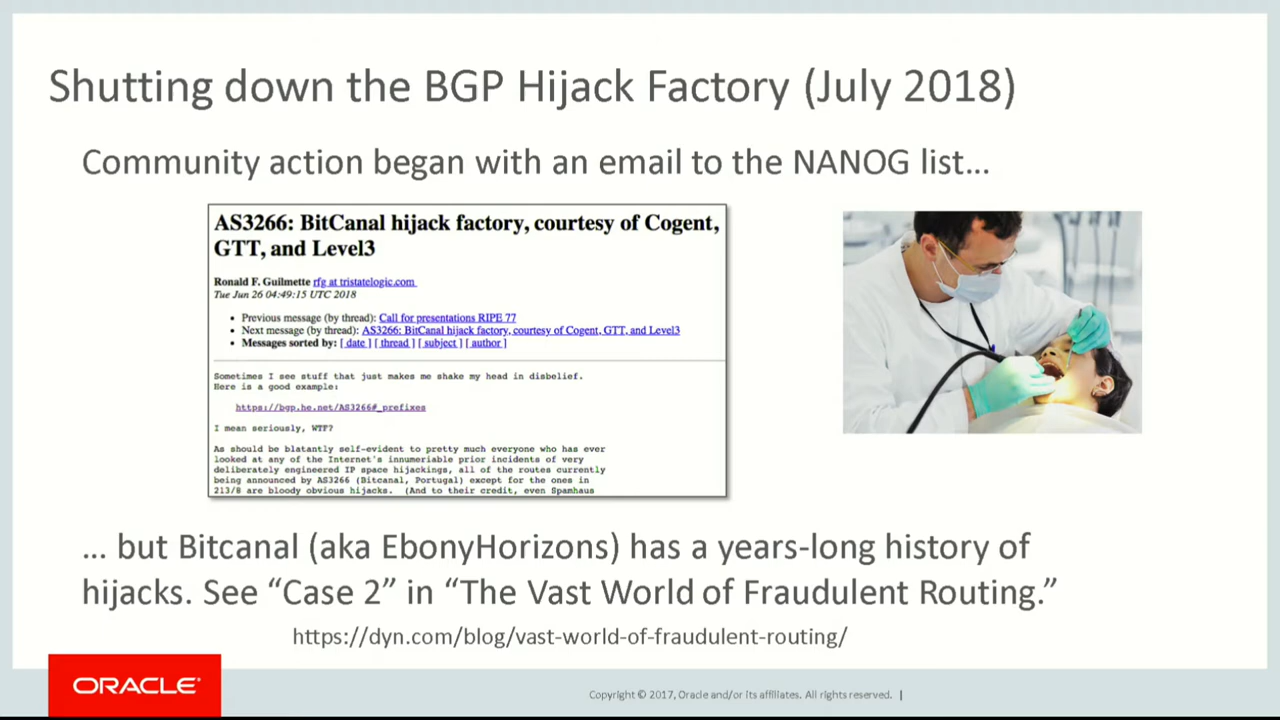 Shutting down the BGP Hijack Factory (July 2018)
Community action began with an email to the NANOG list…
AS3266: BitCanal hijack factory, courtesy of Cogent,
GTT, and Level3
Ronald F. Guilmette rfg at tristatelogic.com
Tue Jun 26 04:49:15 UTC 2018
• Previous message (by thread): Call for presentations RIPE 77
• Next message (by thread): AS3266: BitCanal hijack factory, courtesy of Cogent, GTT, and Level3
• Messages sorted by: [ date ] [ thread ] [ subject ] [ author ]
Sometimes I see stuff that just makes me shake my head in disbelief.
Here is a good example:
https://bgp.he.net/AS3266#_prefixes
I mean seriously, WTF?
As should be blatantly self-evident to pretty much everyone who has ever
looked at any of the Internet's innumeriable prior incidents of very
deliberately engineered IP space hijackings, all of the routes currently
being announced by AS3266 (Bitcanal, Portugal) except for the ones in
213/8 are bloody obvious hijacks. (And to their credit, even Spamhaus
… but Bitcanal (aka EbonyHorizons) has a years-long history of
hijacks. See “Case 2” in “The Vast World of Fraudulent Routing.”
https://dyn.com/blog/vast-world-of-fraudulent-routing/
ORACLE®
Copyright © 2017, Oracle and/or its affiliates. All rights reserved. |